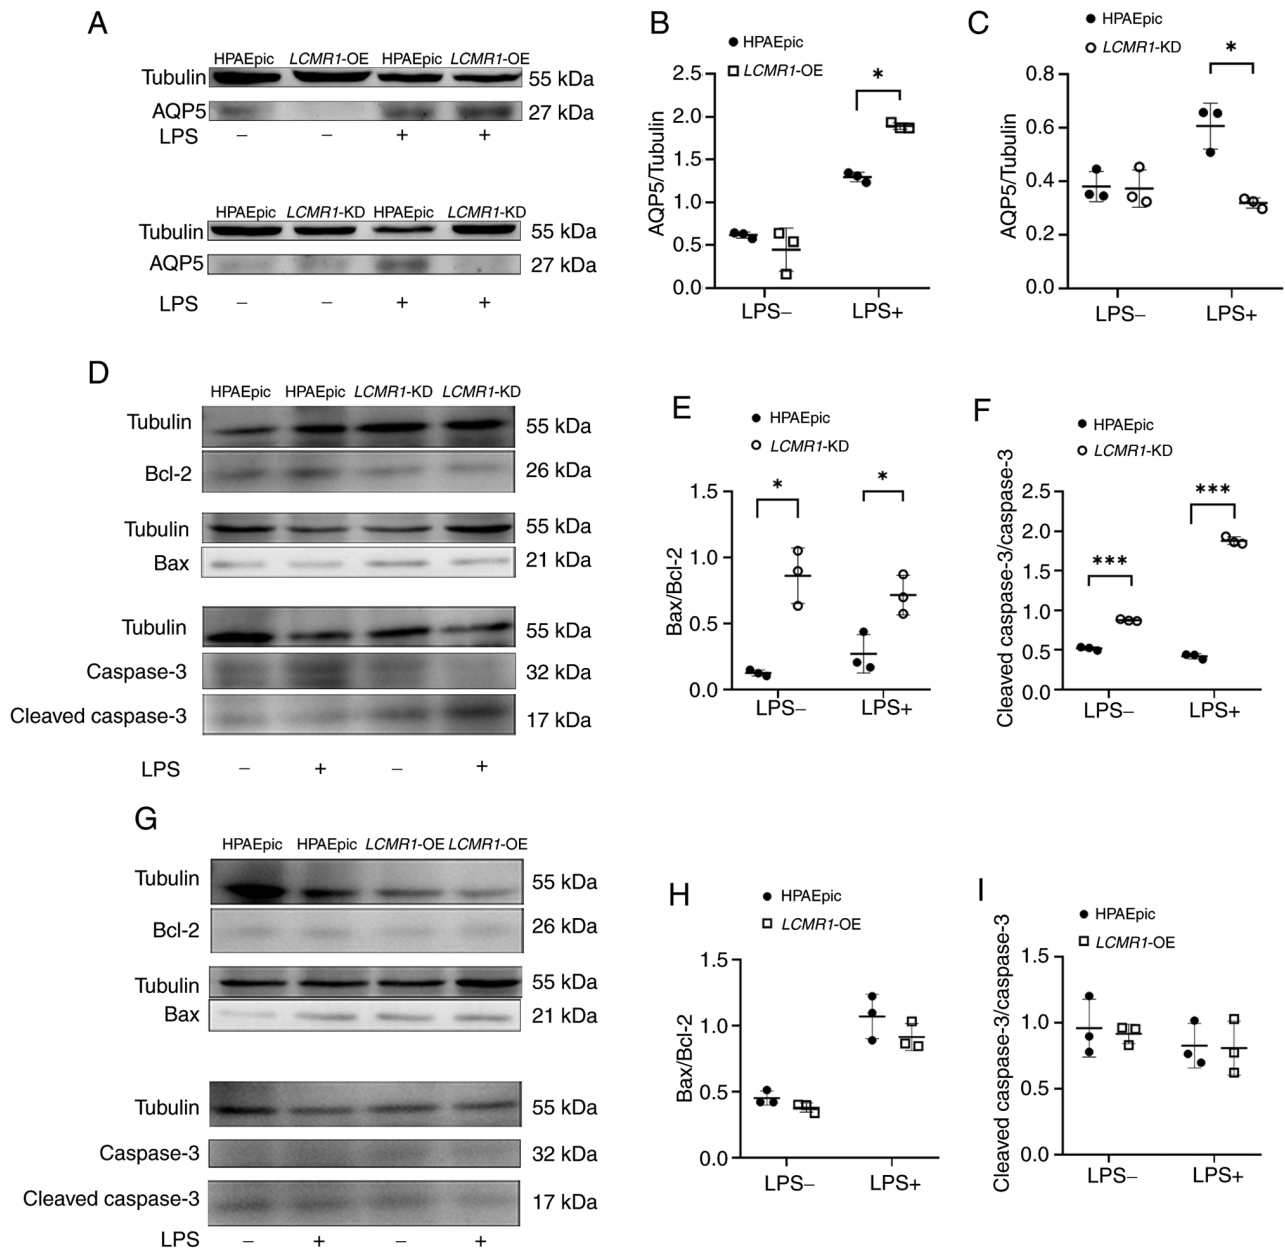 A
HPAEpic LCMR1-OE HPAEpic LCMR1-OE
Tubulin 55 kDa
AQP5 27 kDa
LPS – – + +
HPAEpic LCMR1-KD HPAEpic LCMR1-KD
Tubulin 55 kDa
AQP5 27 kDa
LPS – – + +
B
HPAEpic
LCMR1-OE
AQP5/Tubulin
2.5
2.0
1.5
1.0
0.5
0.0
*
LPS– LPS+
C
HPAEpic
LCMR1-KD
AQP5/Tubulin
0.8
0.6
0.4
0.2
0.0
*
LPS– LPS+
D
HPAEpic HPAEpic LCMR1-KD LCMR1-KD
Tubulin 55 kDa
Bcl-2 26 kDa
Tubulin 55 kDa
Bax 21 kDa
Tubulin 55 kDa
Caspase-3 32 kDa
Cleaved caspase-3 17 kDa
LPS – + – +
E
HPAEpic
LCMR1-KD
Bax/Bcl-2
1.5
1.0
0.5
0.0
* *
LPS– LPS+
F
HPAEpic
LCMR1-KD
Cleaved caspase-3/caspase-3
2.5
2.0
1.5
1.0
0.5
0.0
*** ***
LPS– LPS+
G
HPAEpic HPAEpic LCMR1-OE LCMR1-OE
Tubulin 55 kDa
Bcl-2 26 kDa
Tubulin 55 kDa
Bax 21 kDa
Tubulin 55 kDa
Caspase-3 32 kDa
Cleaved caspase-3 17 kDa
LPS – + – +
H
HPAEpic
LCMR1-OE
Bax/Bcl-2
1.5
1.0
0.5
0.0
LPS– LPS+
I
HPAEpic
LCMR1-OE
Cleaved caspase-3/caspase-3
1.5
1.0
0.5
0.0
LPS– LPS+